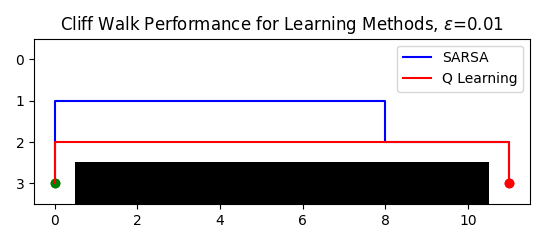 Cliff Walk Performance for Learning Methods, ε=0.01
SARSA
Q Learning
0
1
2
3
0 2 4 6 8 10